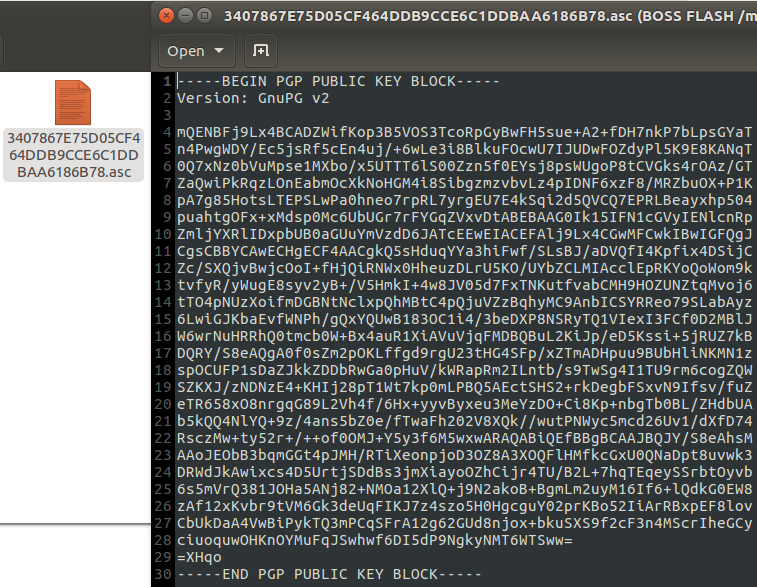 3407867E75D05CF464DDB9CCE6C1DDBAA6186B78.asc (BOSS FLASH /m
Open
3407867E75D05CF4
64DDB9CCE6C1DD
BAA6186B78.asc
1 -----BEGIN PGP PUBLIC KEY BLOCK-----
2 Version: GnuPG v2
3
4 mQENBFj9Lx4BCADZWifKop3B5VOS3TcoRpGyBwFH5sue+A2+fDH7nkP7bLpsGYaT
5 n4PwgWDY/Ec5jsRf5cEn4uj/+6wLe3i8BlkuFOcwU7IJUDwFOZdyPl5K9E8KANqT
6 0Q7xNz0bVuMpse1MXbo/x5UTTT6lS00Zzn5f0EYsj8psWUgoP8tCVGks4rOAz/GT
7 ZaQwiPkRqzLOnEabmOcXkNoHGM4i8SibgzmzvbvLz4pIDNF6xzF8/MRZbuOX+P1K
8 pA7g85HotsLTEPSLwPa0hneo7rpRL7yrgEU7E4kSqi2d5QVCQ7EPRLBeayxhp504
9 puahtgOFx+xMdsp0Mc6UbUGr7rFYGqZVxvDtABEBAAG0Ik15IFN1cGVyIENlcnRp
10 ZmljYXRlIDxpbUB0aGUuYmVzdD6JATcEEwEIACEFAlj9Lx4CGwMFCwkIBwIGFQgJ
11 CgsCBBYCAwECHgECF4AACgkQ5sHduqYYa3hiFwf/SLsBJ/aDVQfI4Kpfix4DSijC
12 Zc/SXQjvBwjcOoI+fHjQiRNWx0HheuzDLrU5KO/UYbZCLMIAcclEpRKYoQoWom9k
13 tvfyR/yWugE8syv2yB+/V5HmkI+4w8JV05d7FxTNKutfvabCMH9HOZUNZtqMvoj6
14 tTO4pNUzXoifmDGBNtNclxpQhMBtC4pQjuVZzBqhyMC9AnbICSYRReo79SLabAyz
15 6LwiGJKbaEvfWNPh/gQxYQUwB183OC1i4/3beDXP8NSRyTQ1VIexI3FCf0D2MBlJ
16 W6wrNuHRRhQ0tmcb0W+Bx4auR1XiAVuVjqFMDBQBuL2KiJp/eD5Kssi+5jRUZ7kB
17 DQRY/S8eAQgA0f0sZm2pOKLffgd9rgU23tHG4SFp/xZTmADHpuu9BUbHliNKMN1z
18 spOCUFP1sDaZJkkZDDbRwGa0pHuV/kWRapRm2ILntb/s9TwSg4I1TU9rm6cogZQW
19 SZKXJ/zNDNzE4+KHIj28pT1Wt7kp0mLPBQ5AEctSHS2+rkDegbFSxvN9Ifsv/fuZ
20 eTR658xO8nrgqG89L2Vh4f/6Hx+yyvByxeu3MeYzDO+Ci8Kp+nbgTb0BL/ZHdbUA
21 b5kQQ4NlYQ+9z/4ans5bZ0e/fTwaFh202V8XQk//wutPNWyc5mcd26Uv1/dXfD74
22 RsczMw+ty52r+/++of0OMJ+Y5y3f6M5wxwARAQABiQEfBBgBCAAJBQJY/S8eAhsM
23 AAoJEObB3bqmGGt4pJMH/RTiXeonpjoD3OZ8A3XOQFlHMfkcGxU0QNaDpt8uvwk3
24 DRWdJkAwixcs4D5UrtjSDdBs3jmXiayoOZhCijr4TU/B2L+7hqTEqeySSrbtOyvb
25 6s5mVrQ381JOHa5ANj82+NMOa12XlQ+j9N2akoB+BgmLm2uyM16If6+lQdkG0EW8
26 zAf12xKvbr9tVM6Gk3deUqFIKJ7z4szo5H0HgcguY02prKBo52IiArRBxpEF8lov
27 CbUkDaA4VwBiPykTQ3mPCqSFrA12g62GUd8njox+bkuSXS9f2cF3n4MScrIheGCy
28 ciuoquwOHKnOYMuFqJSwhwf6DI5dP9NgkyNMT6WTSww=
29 =XHqo
30 -----END PGP PUBLIC KEY BLOCK-----